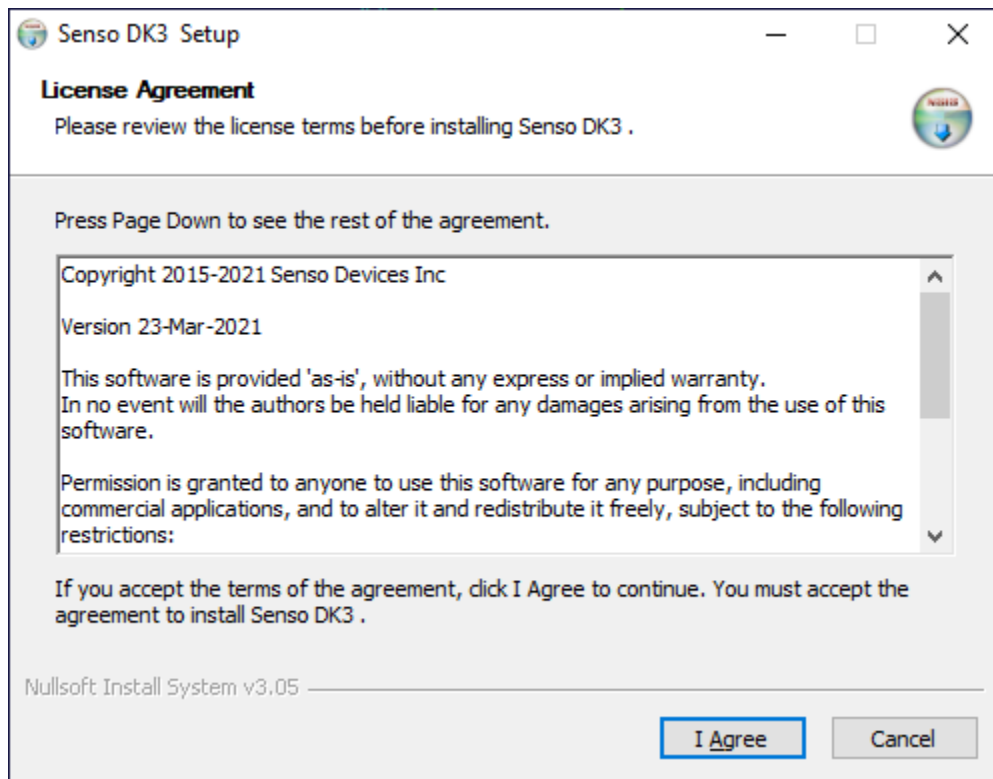 Senso DK3 Setup
License Agreement
Please review the license terms before installing Senso DK3 .
Press Page Down to see the rest of the agreement.
Copyright 2015-2021 Senso Devices Inc
Version 23-Mar-2021
This software is provided 'as-is', without any express or implied warranty.
In no event will the authors be held liable for any damages arising from the use of this
software.
Permission is granted to anyone to use this software for any purpose, including
commercial applications, and to alter it and redistribute it freely, subject to the following
restrictions:
If you accept the terms of the agreement, click I Agree to continue. You must accept the
agreement to install Senso DK3 .
Nullsoft Install System v3.05
I Agree
Cancel